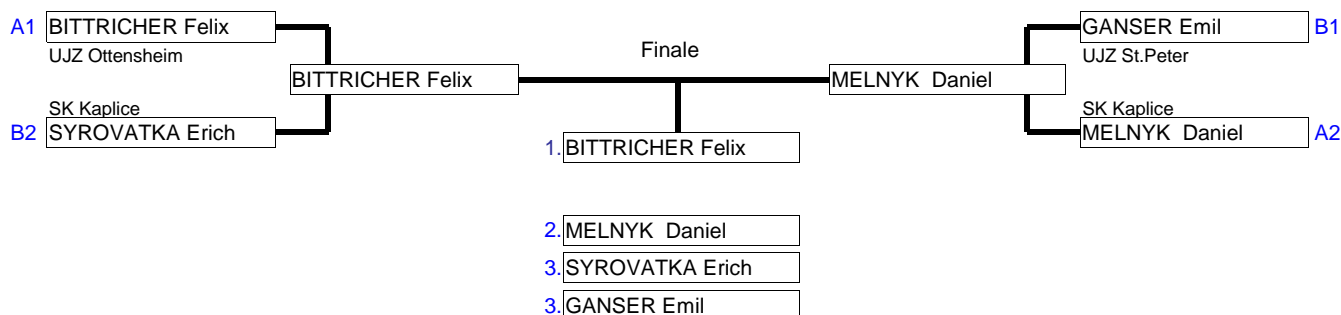 A1 BITTRICHER Felix
UJZ Ottensheim
BITTRICHER Felix
SK Kaplice
B2 SYROVATKA Erich
Finale
GANSER Emil B1
UJZ St.Peter
MELNYK  Daniel
SK Kaplice
MELNYK  Daniel A2
1. BITTRICHER Felix
2. MELNYK  Daniel
3. SYROVATKA Erich
3. GANSER Emil